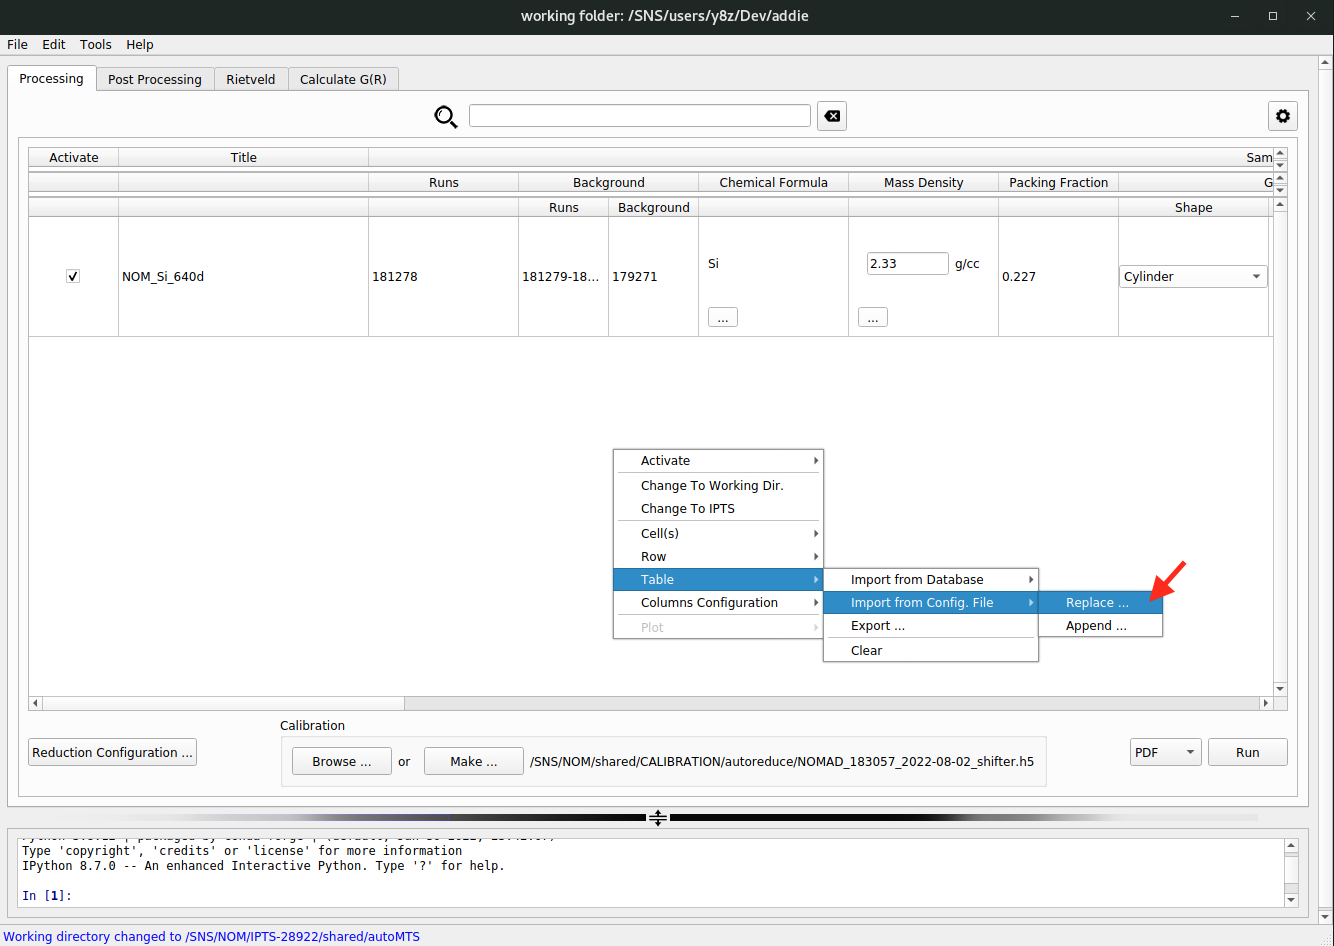 working folder: /SNS/users/y8z/Dev/addie
File Edit Tools Help
Processing Post Processing Rietveld Calculate G(R)
Activate Title Sam
Runs Background Chemical Formula Mass Density Packing Fraction G
Runs Background Shape
NOM_Si_640d 181278 181279-18... 179271 Si 2.33 g/cc 0.227 Cylinder
... ...
Activate
Change To Working Dir.
Change To IPTS
Cell(s)
Row
Table
Columns Configuration
Plot
Import from Database
Import from Config. File
Export ...
Clear
Replace ...
Append ...
Calibration
Reduction Configuration ... Browse ... or Make ... /SNS/NOM/shared/CALIBRATION/autoreduce/NOMAD_183057_2022-08-02_shifter.h5 PDF Run
Type 'copyright', 'credits' or 'license' for more information
IPython 8.7.0 -- An enhanced Interactive Python. Type '?' for help.
In [1]:
Working directory changed to /SNS/NOM/IPTS-28922/shared/autoMTS